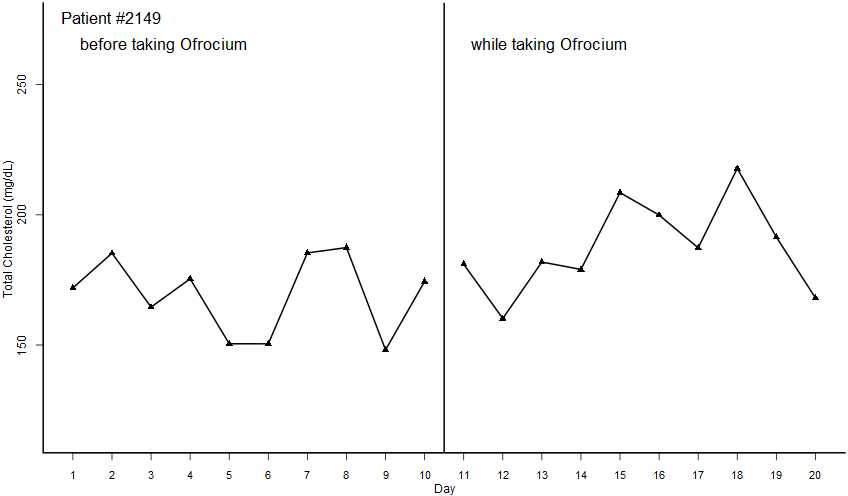 Patient #2149
before taking Ofrocium
while taking Ofrocium
Total Cholesterol (mg/dL)
250
200
150
1 2 3 4 5 6 7 8 9 10 11 12 13 14 15 16 17 18 19 20
Day